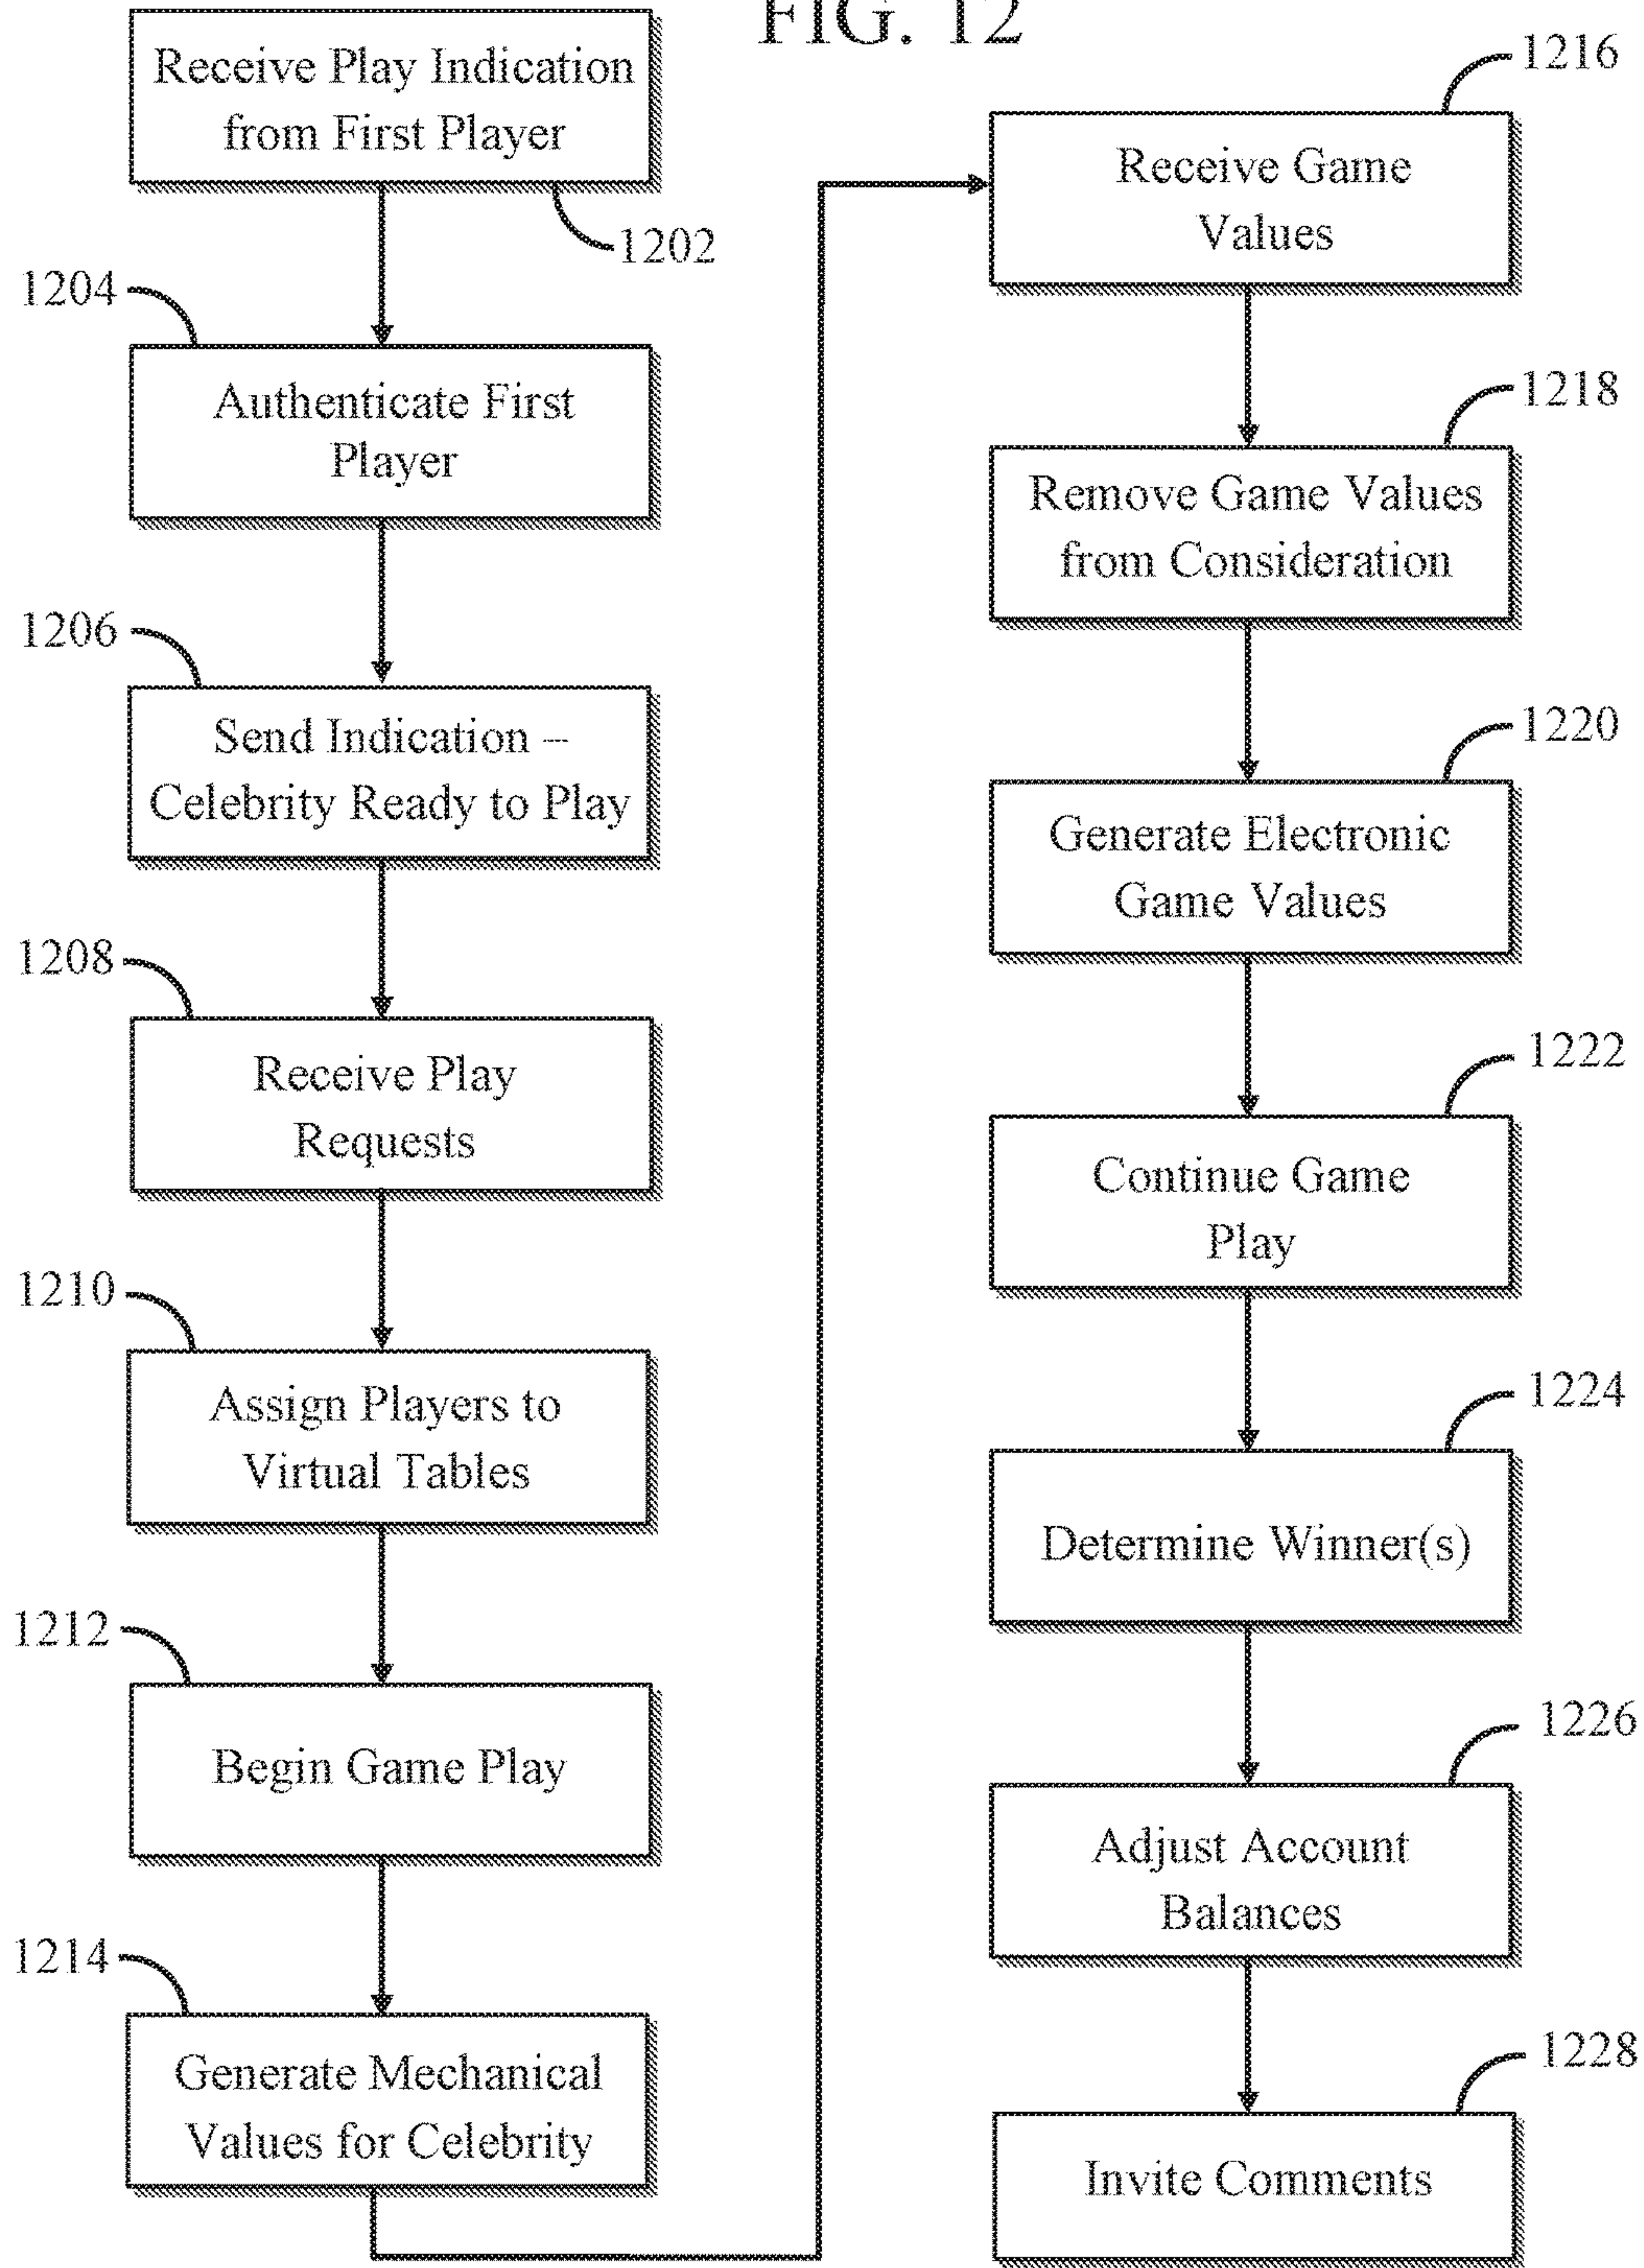 FIG. 12
Receive Play Indication
from First Player
1202
1204
Authenticate First
Player
1206
Send Indication –
Celebrity Ready to Play
1208
Receive Play
Requests
1210
Assign Players to
Virtual Tables
1212
Begin Game Play
1214
Generate Mechanical
Values for Celebrity
1216
Receive Game
Values
1218
Remove Game Values
from Consideration
1220
Generate Electronic
Game Values
1222
Continue Game
Play
1224
Determine Winner(s)
1226
Adjust Account
Balances
1228
Invite Comments